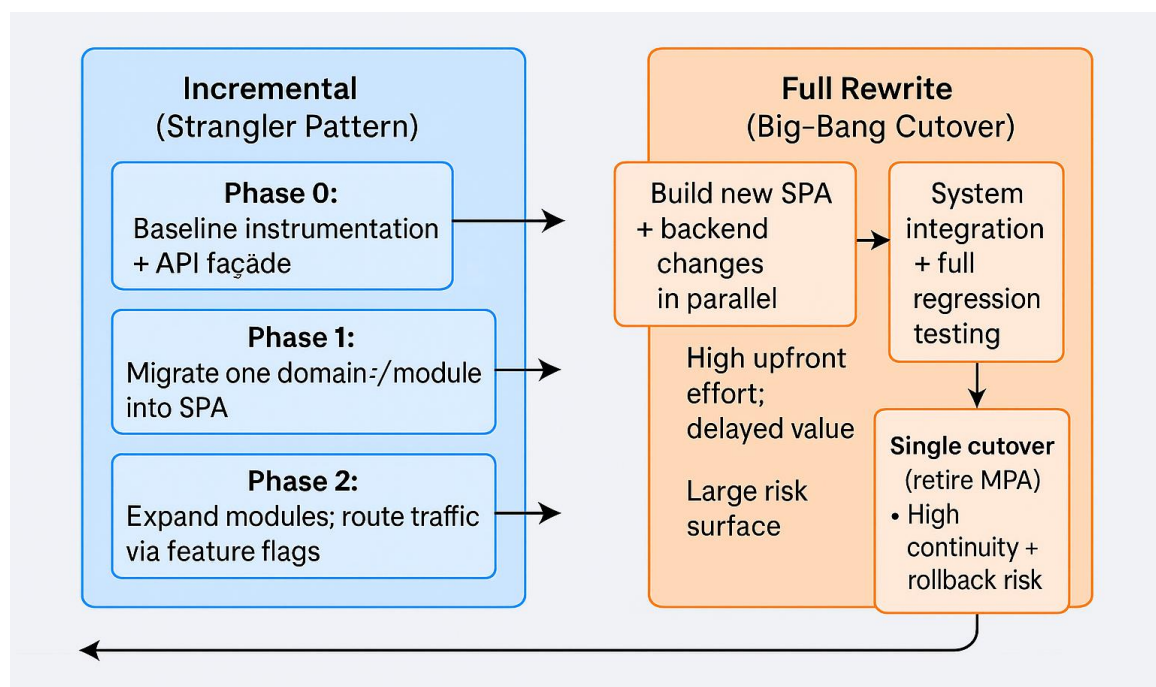 Incremental
(Strangler Pattern)
Phase 0:
Baseline instrumentation
+ API façäde
Phase 1:
Migrate one domain-/module
into SPA
Phase 2:
Expand modules; route traffic
via feature flags
Full Rewrite
(Big-Bang Cutover)
Build new SPA
+ backend
changes
in parallel
System
integration
+ full
regression
testing
High upfront
effort;
delayed value
Large risk
surface
Single cutover
(retire MPA)
• High
continuity +
rollback risk